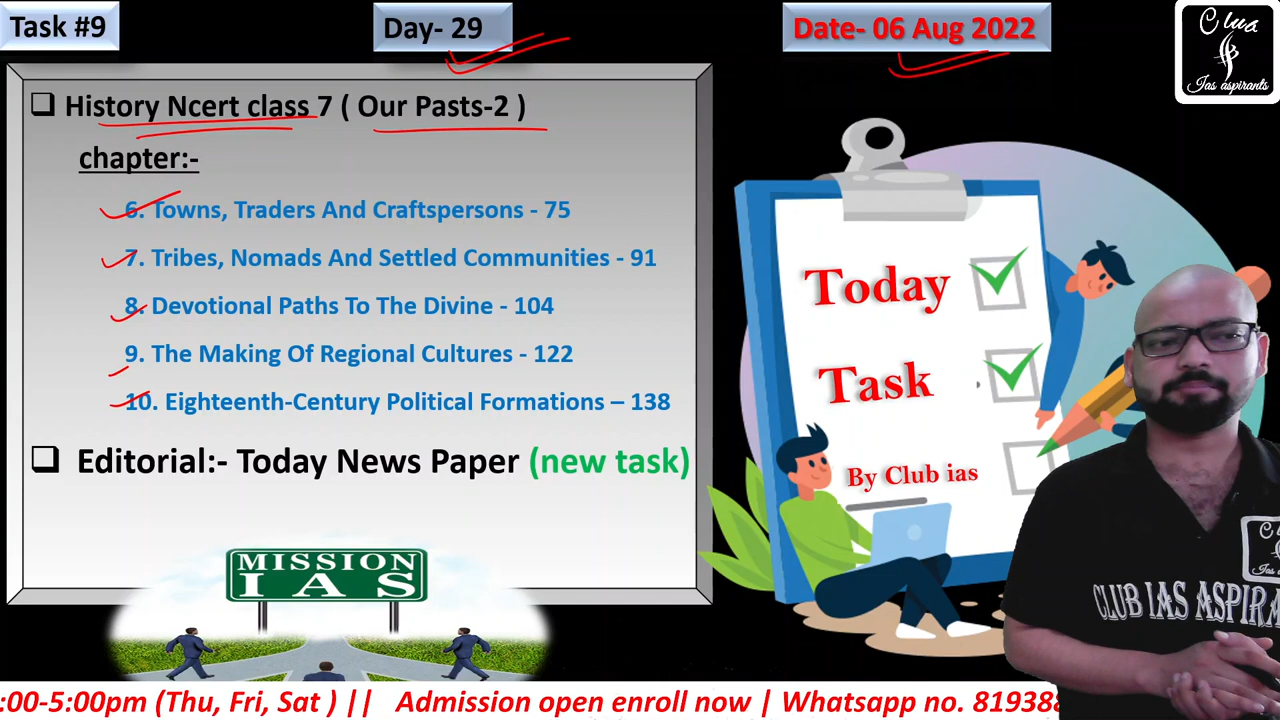 Task #9
Day- 29
Date- 06 Aug 2022
Club
Ias aspirants
History Ncert class 7 ( Our Pasts-2 )
chapter:-
6. Towns, Traders And Craftspersons - 75
7. Tribes, Nomads And Settled Communities - 91
8. Devotional Paths To The Divine - 104
9. The Making Of Regional Cultures - 122
10. Eighteenth-Century Political Formations – 138
Editorial:- Today News Paper (new task)
Today
Task
By Club ias
MISSION
IAS
CLUB IAS ASPIRA
:00-5:00pm (Thu, Fri, Sat ) || Admission open enroll now | Whatsapp no. 81938